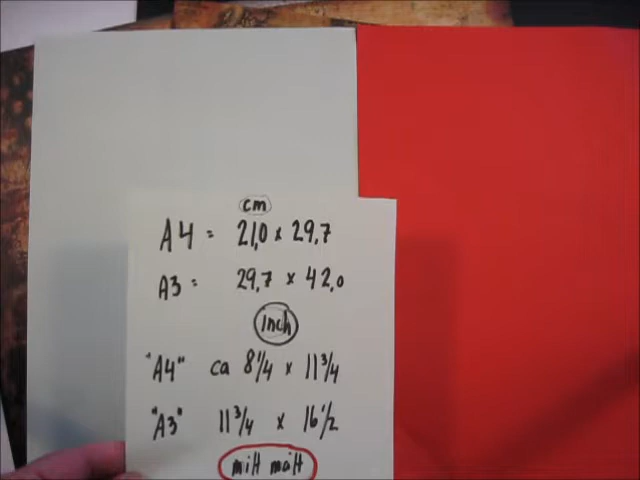 cm
A4 = 21,0 x 29,7
A3 = 29,7 x 42,0
inch
"A4" ca 8 1/4 x 11 3/4
"A3" 11 3/4 x 16 1/2
mitt mått